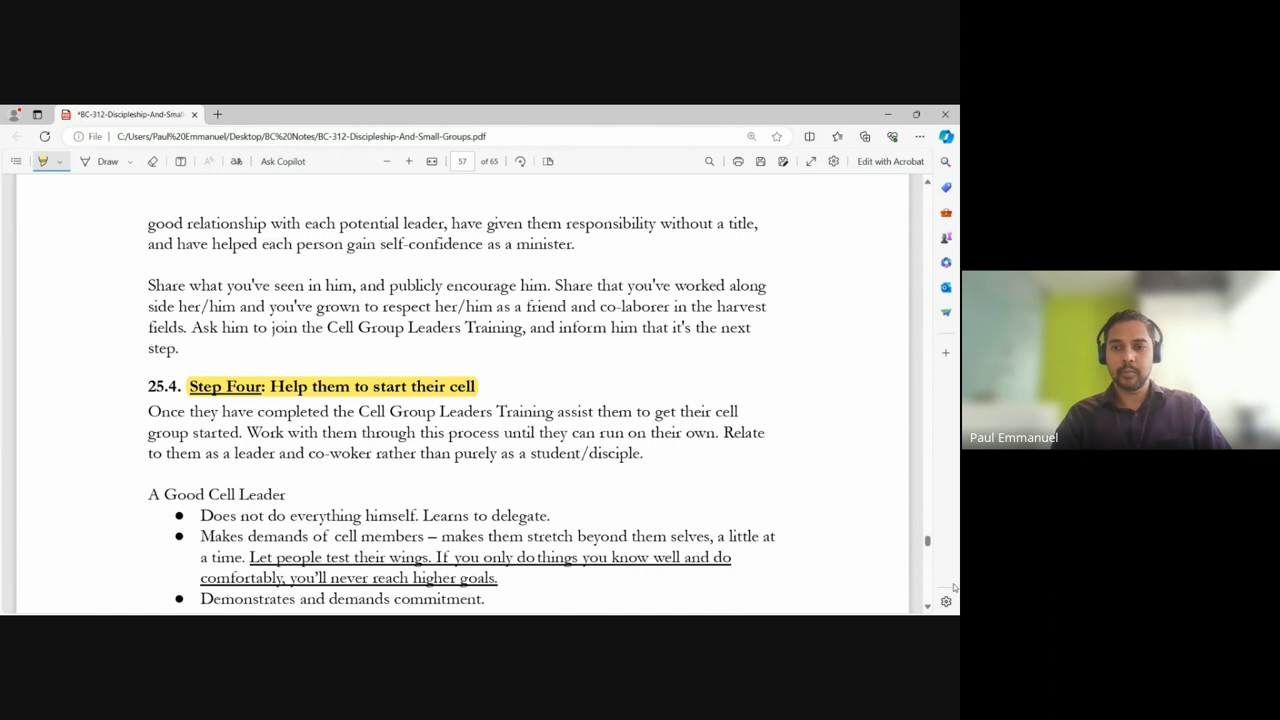 *BC-312-Discipleship-And-Small
File
C:/Users/Paul%20Emmanuel/Desktop/BC%20Notes/BC-312-Discipleship-And-Small-Groups.pdf
Draw
Ask Copilot
57 of 65
Edit with Acrobat
good relationship with each potential leader, have given them responsibility without a title,
and have helped each person gain self-confidence as a minister.
Share what you've seen in him, and publicly encourage him. Share that you've worked along
side her/him and you've grown to respect her/him as a friend and co-laborer in the harvest
fields. Ask him to join the Cell Group Leaders Training, and inform him that it's the next
step.
25.4. Step Four: Help them to start their cell
Once they have completed the Cell Group Leaders Training assist them to get their cell
group started. Work with them through this process until they can run on their own. Relate
to them as a leader and co-woker rather than purely as a student/disciple.
A Good Cell Leader
● Does not do everything himself. Learns to delegate.
● Makes demands of cell members – makes them stretch beyond them selves, a little at
a time. Let people test their wings. If you only do things you know well and do
comfortably, you'll never reach higher goals.
● Demonstrates and demands commitment.
Paul Emmanuel